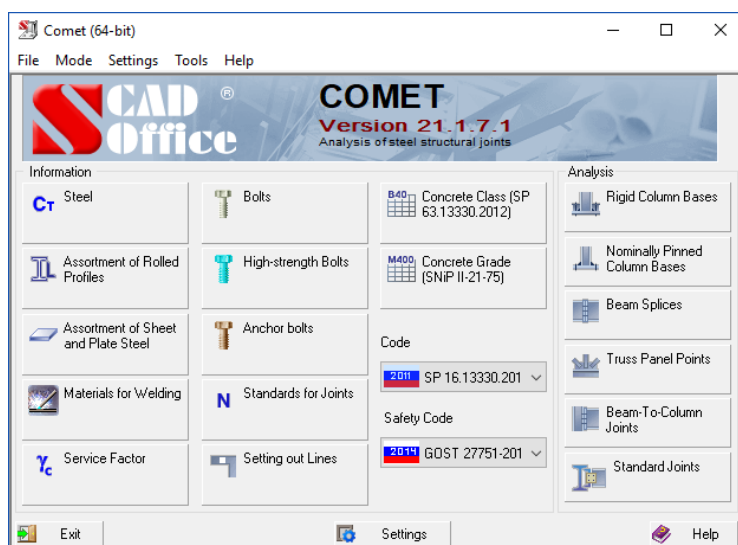 Comet (64-bit)
File Mode Settings Tools Help
SCAD Office ®
COMET
Version 21.1.7.1
Analysis of steel structural joints
Information
Steel
Bolts
B40
Concrete Class (SP
63.13330.2012)
Assortment of Rolled
Profiles
High-strength Bolts
M400
Concrete Grade
(SNiP II-21-75)
Assortment of Sheet
and Plate Steel
Anchor bolts
Code
2011 SP 16.13330.201
Materials for Welding
N
Standards for Joints
Safety Code
2014 GOST 27751-201
γc
Service Factor
Setting out Lines
Analysis
Rigid Column Bases
Nominally Pinned
Column Bases
Beam Splices
Truss Panel Points
Beam-To-Column
Joints
Standard Joints
Exit
Settings
Help